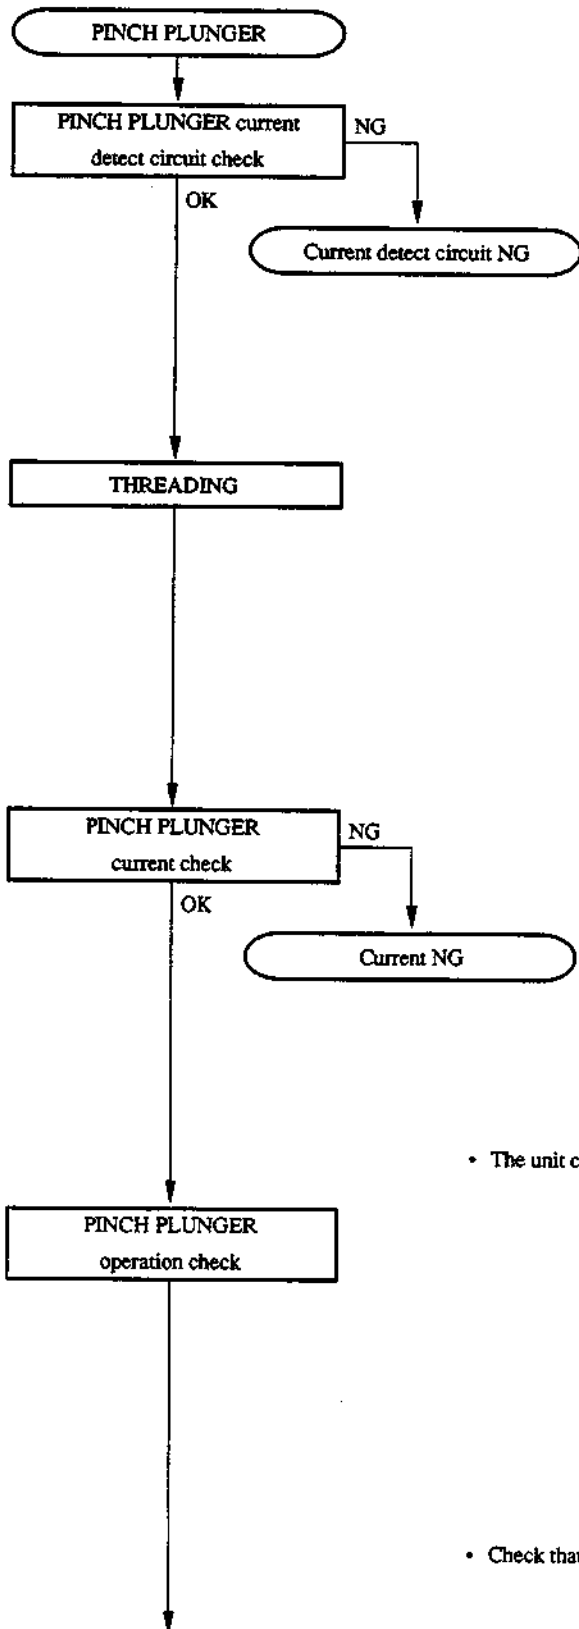 PINCH PLUNGER
PINCH PLUNGER current
detect circuit check
NG
OK
Current detect circuit NG
THREADING
PINCH PLUNGER
current check
NG
OK
Current NG
• The unit c
PINCH PLUNGER
operation check
• Check that